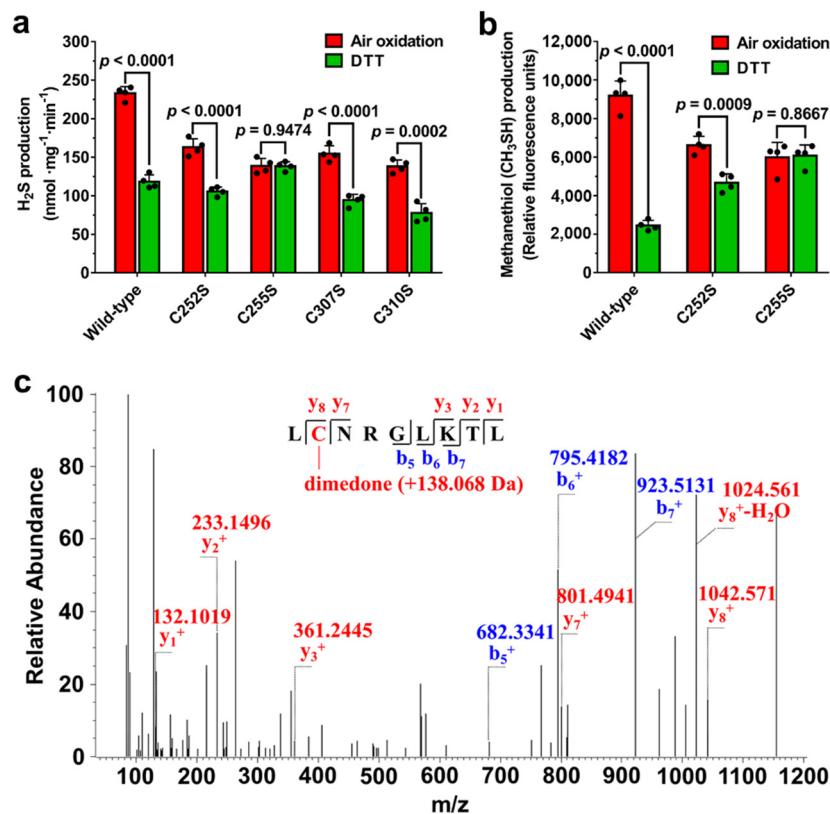 a
H₂S production
(nmol ·mg⁻¹·min⁻¹)
300
250
200
150
100
50
0
Air oxidation
DTT
p < 0.0001
p < 0.0001
p = 0.9474
p < 0.0001
p = 0.0002
Wild-type
C252S
C255S
C307S
C310S
b
Methanethiol (CH₃SH) production
(Relative fluorescence units)
12,000
10,000
8,000
6,000
4,000
2,000
0
Air oxidation
DTT
p < 0.0001
p = 0.0009
p = 0.8667
Wild-type
C252S
C255S
c
Relative Abundance
100
80
60
40
20
0
y₈ y₇ y₃ y₂ y₁
L C N R G L K T L
b₅ b₆ b₇
dimedone (+138.068 Da)
132.1019
y₁⁺
233.1496
y₂⁺
361.2445
y₃⁺
682.3341
b₅⁺
795.4182
b₆⁺
801.4941
y₇⁺
923.5131
b₇⁺
1024.561
y₈⁺-H₂O
1042.571
y₈⁺
100 200 300 400 500 600 700 800 900 1000 1100 1200
m/z